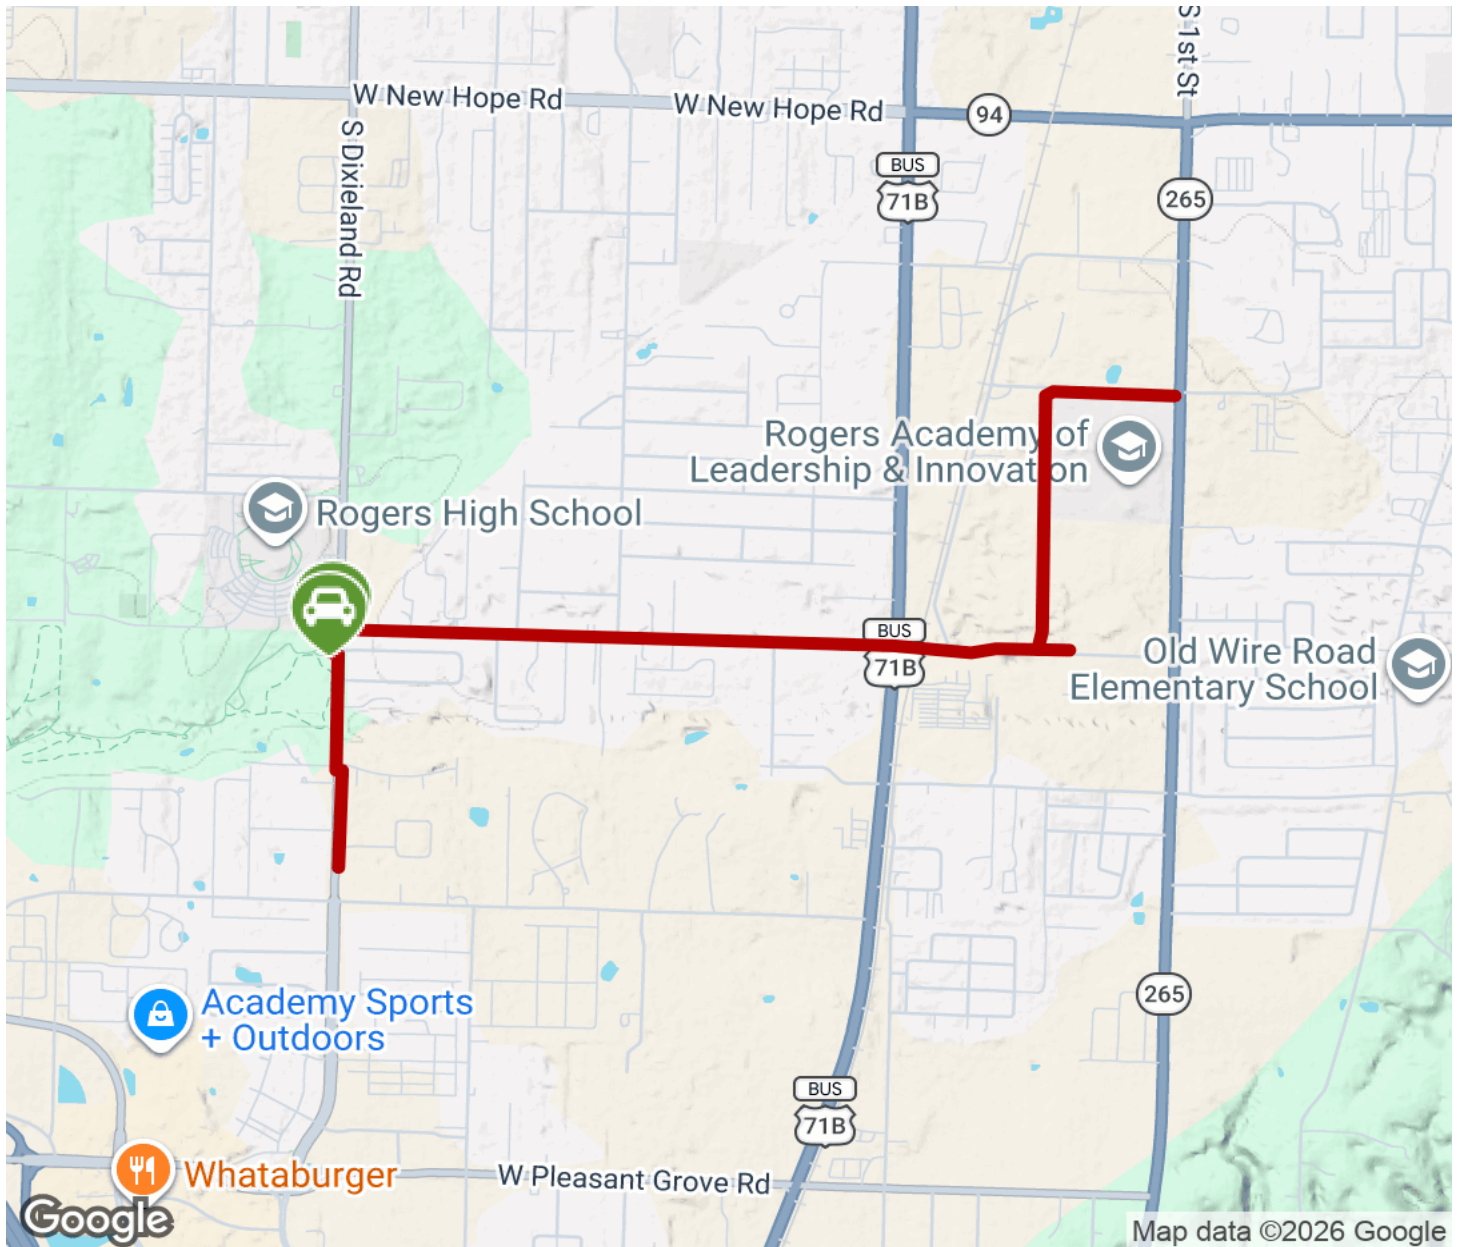 S 1st St
W New Hope Rd
W New Hope Rd
94
S Dixieland Rd
BUS
71B
265
Rogers Academy of
Leadership & Innovation
Rogers High School
BUS
71B
Old Wire Road
Elementary School
265
Academy Sports
+ Outdoors
BUS
71B
Whataburger
W Pleasant Grove Rd
Google
Map data ©2026 Google